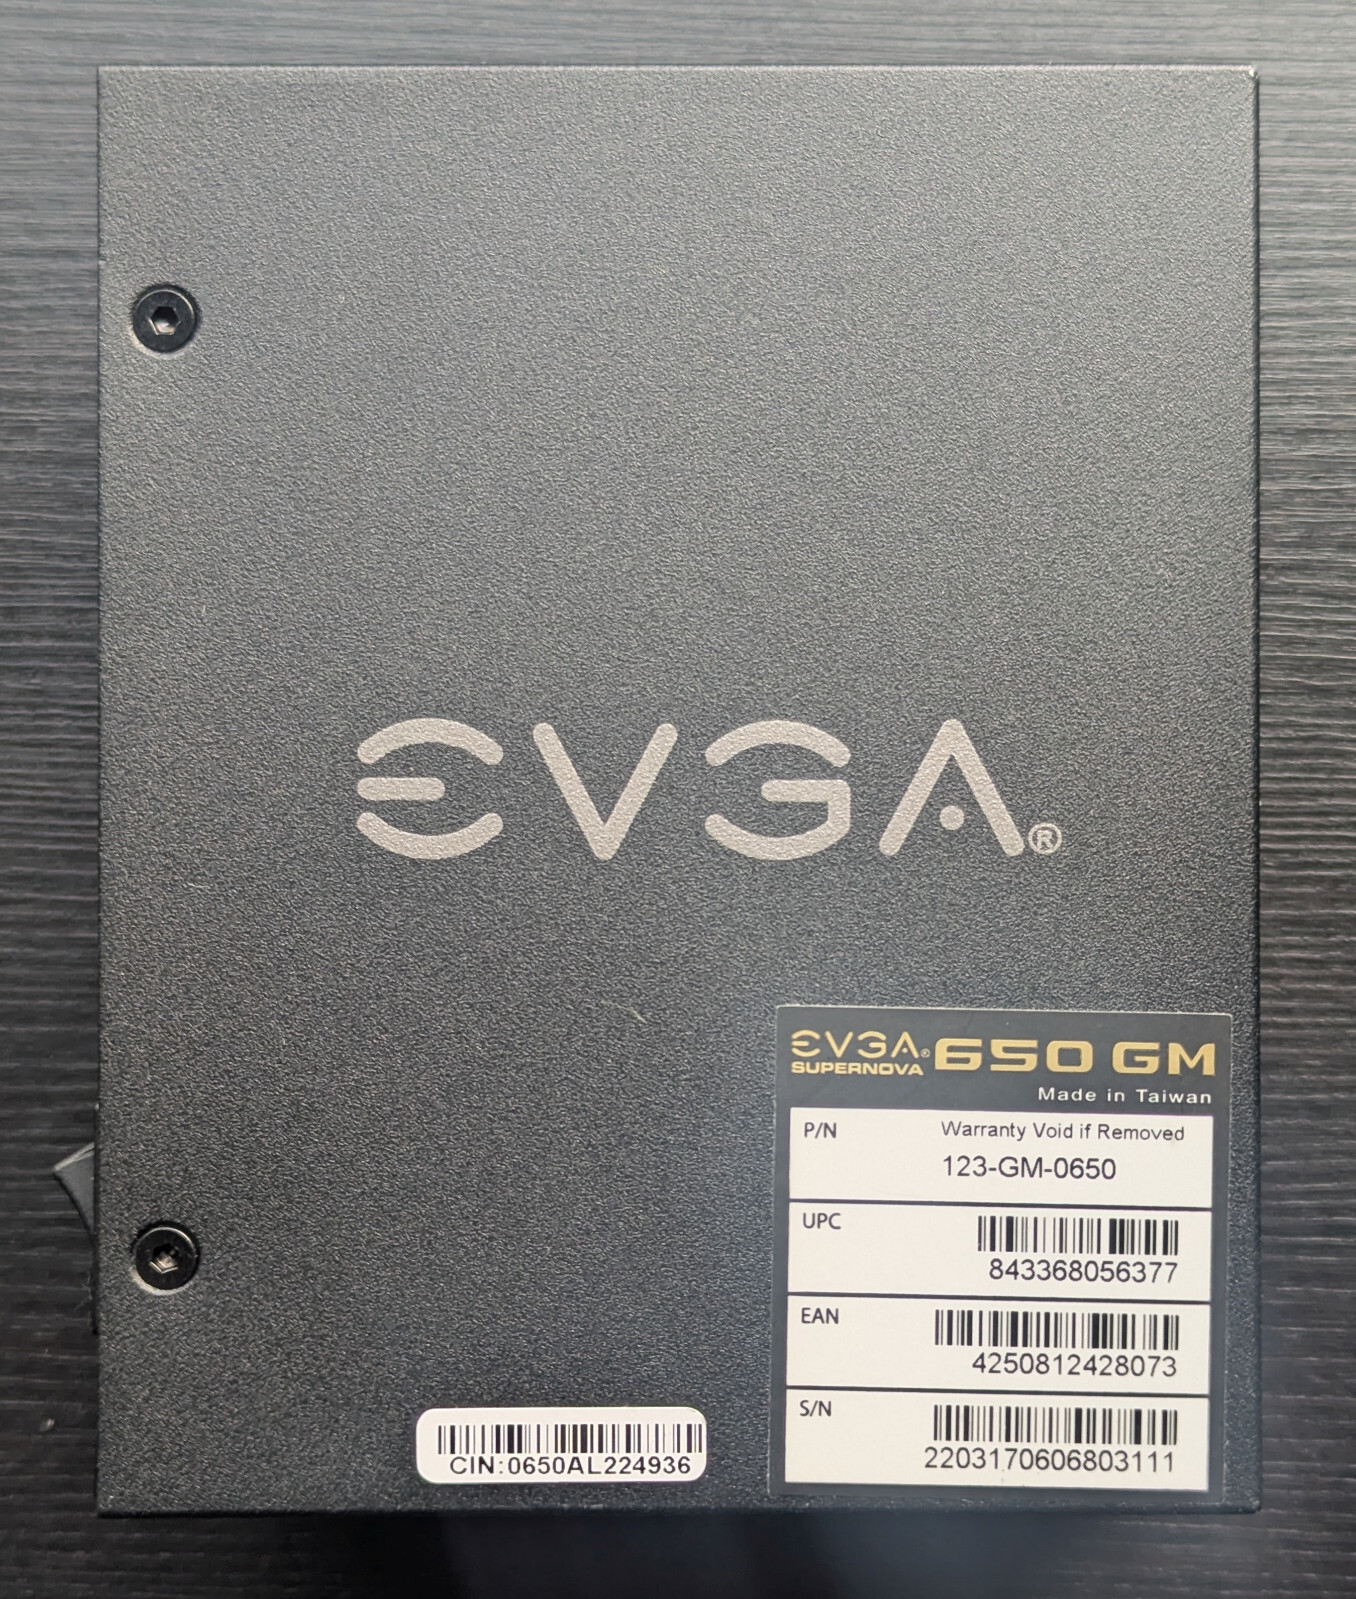 EVGA®
EVGA® 650 GM
SUPERNOVA
Made in Taiwan
P/N Warranty Void if Removed
123-GM-0650
UPC
843368056377
EAN
4250812428073
S/N
2203170606803111
CIN:0650AL224936